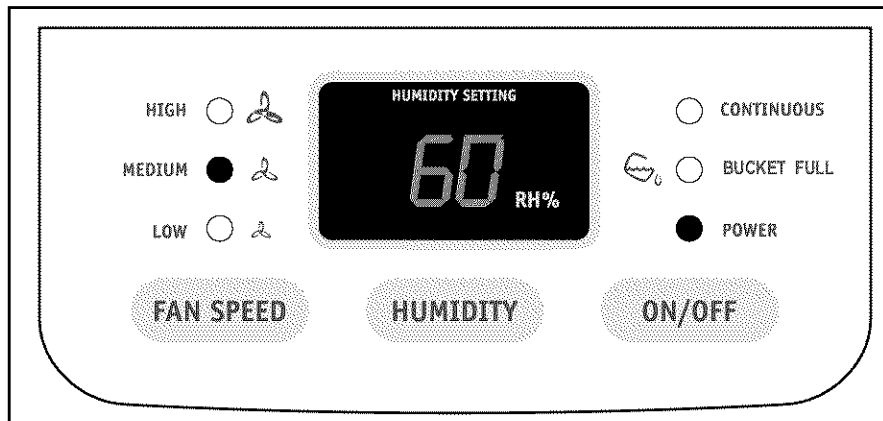 HUMIDITY SETTING
HIGH
CONTINUOUS
MEDIUM
60
BUCKET FULL
RH%
LOW
POWER
FAN SPEED
HUMIDITY
ON/OFF